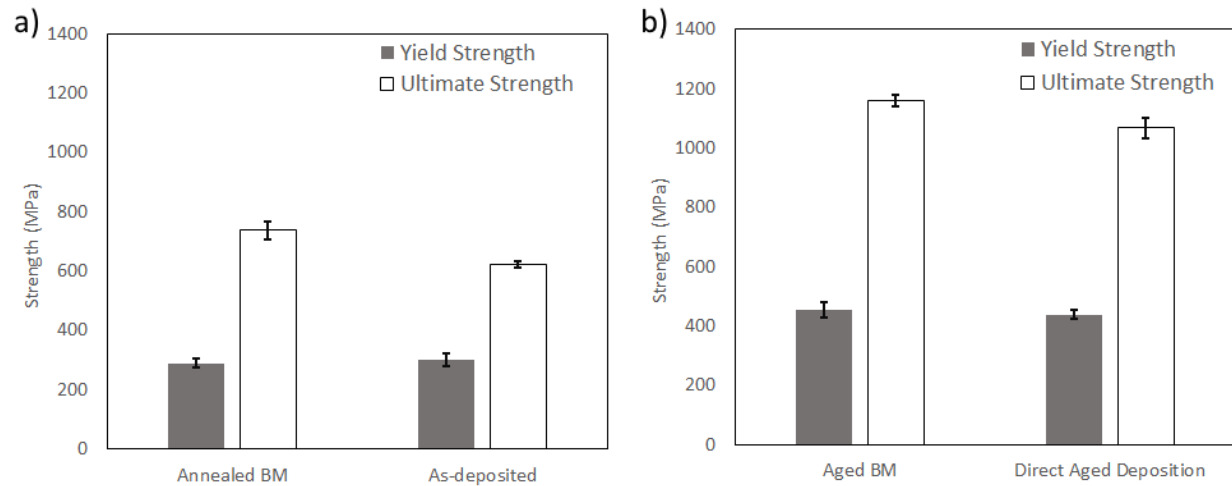 a)
Yield Strength
Ultimate Strength
1400
1200
1000
800
600
400
200
0
Strength (MPa)
Annealed BM
As-deposited
b)
Yield Strength
Ultimate Strength
1400
1200
1000
800
600
400
200
0
Strength (MPa)
Aged BM
Direct Aged Deposition